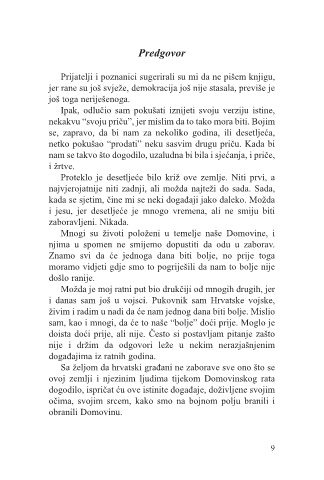 Predgovor
Prijatelji i poznanici sugerirali su mi da ne pišem knjigu,
jer rane su još svježe, demokracija još nije stasala, previše je
još toga neriješenoga.
Ipak, odlučio sam pokušati iznijeti svoju verziju istine,
nekakvu “svoju priču”, jer mislim da to tako mora biti. Bojim
se, zapravo, da bi nam za nekoliko godina, ili desetljeća,
netko pokušao “prodati” neku sasvim drugu priču. Kada bi
nam se takvo što dogodilo, uzaludna bi bila i sjećanja, i priče,
i žrtve.
Proteklo je desetljeće bilo križ ove zemlje. Niti prvi, a
najvjerojatnije niti zadnji, ali možda najteži do sada. Sada,
kada se sjetim, čine mi se neki događaji jako daleko. Možda
i jesu, jer desetljeće je mnogo vremena, ali ne smiju biti
zaboravljeni. Nikada.
Mnogi su životi položeni u temelje naše Domovine, i
njima u spomen ne smijemo dopustiti da odu u zaborav.
Znamo svi da će jednoga dana biti bolje, no prije toga
moramo vidjeti gdje smo to pogriješili da nam to bolje nije
došlo ranije.
Možda je moj ratni put bio drukčiji od mnogih drugih, jer
i danas sam još u vojsci. Pukovnik sam Hrvatske vojske,
živim i radim u nadi da će nam jednog dana biti bolje. Mislio
sam, kao i mnogi, da će to naše “bolje” doći prije. Moglo je
doista doći prije, ali nije. Često si postavljam pitanje zašto
nije i držim da odgovori leže u nekim nerazjašnjenim
događajima iz ratnih godina.
Sa željom da hrvatski građani ne zaborave sve ono što se
ovoj zemlji i njezinim ljudima tijekom Domovinskog rata
dogodilo, ispričat ću ove istinite događaje, doživljene svojim
očima, svojim srcem, kako smo na bojnom polju branili i
obranili Domovinu.
9